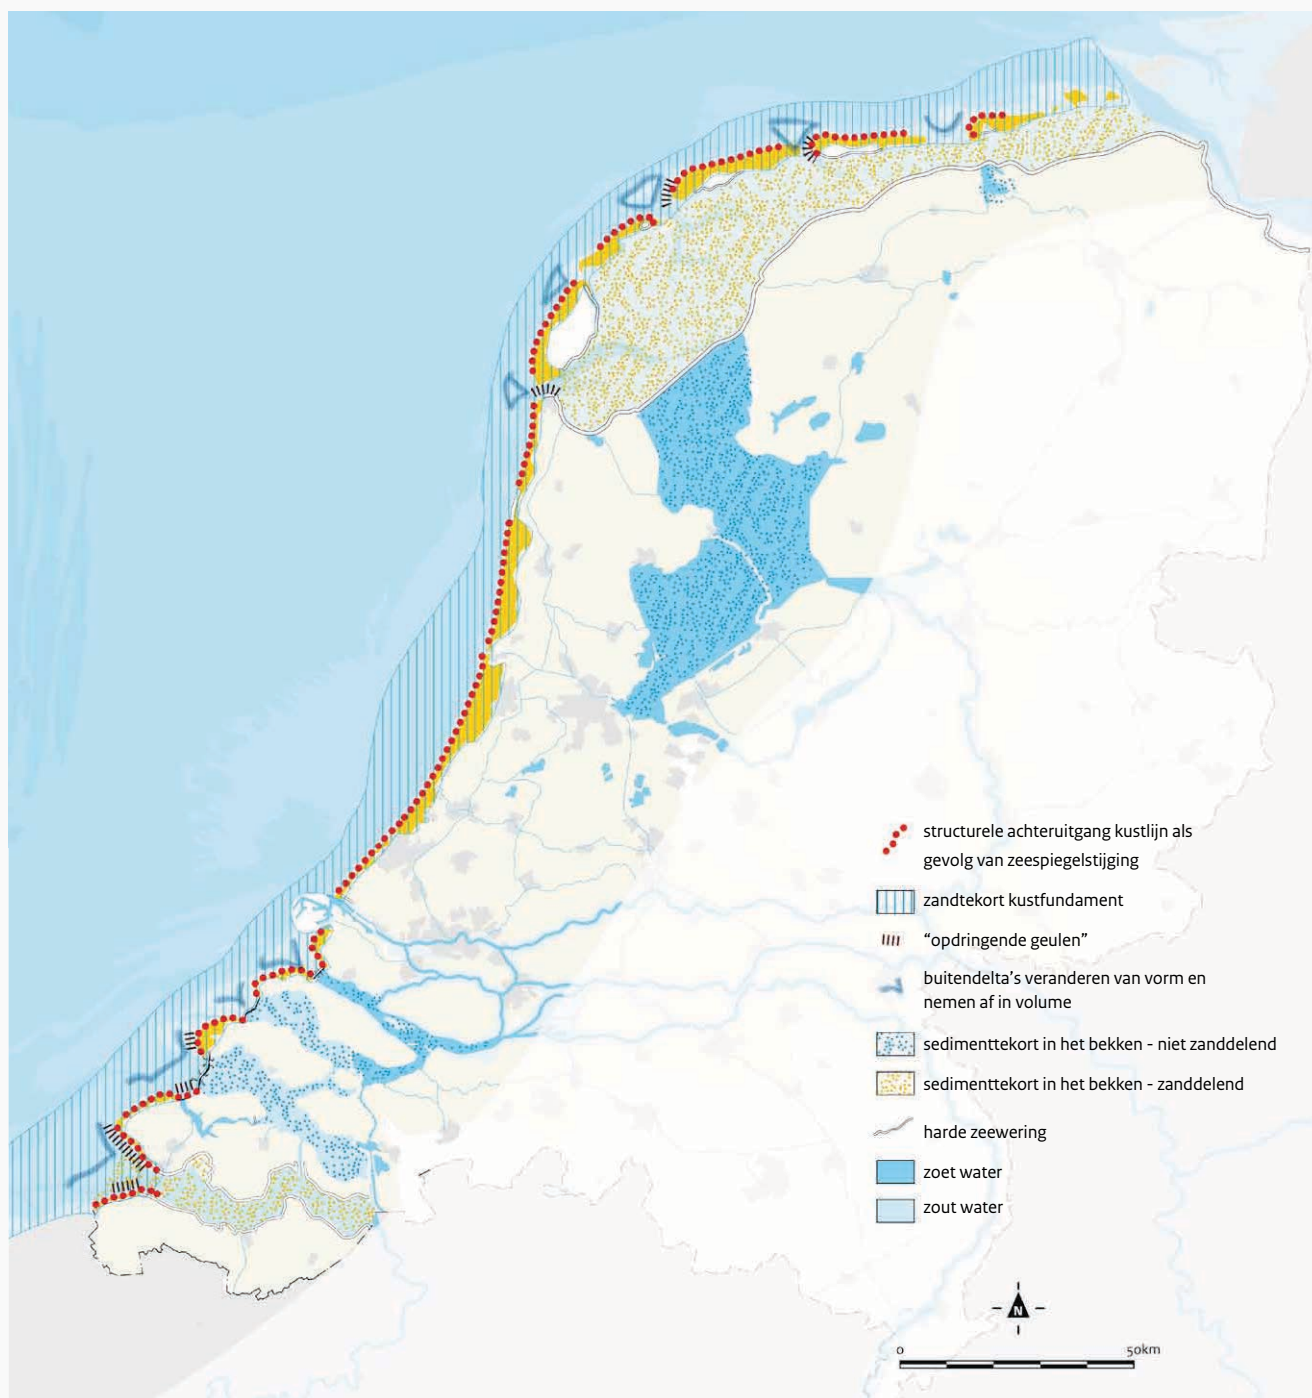 structurele achteruitgang kustlijn als
gevolg van zeespiegelstijging
zandtekort kustfundament
“opdringende geulen”
buitendelta's veranderen van vorm en
nemen af in volume
sedimenttekort in het bekken - niet zanddelend
sedimenttekort in het bekken - zanddelend
harde zeewering
zoet water
zout water
N
0 50km